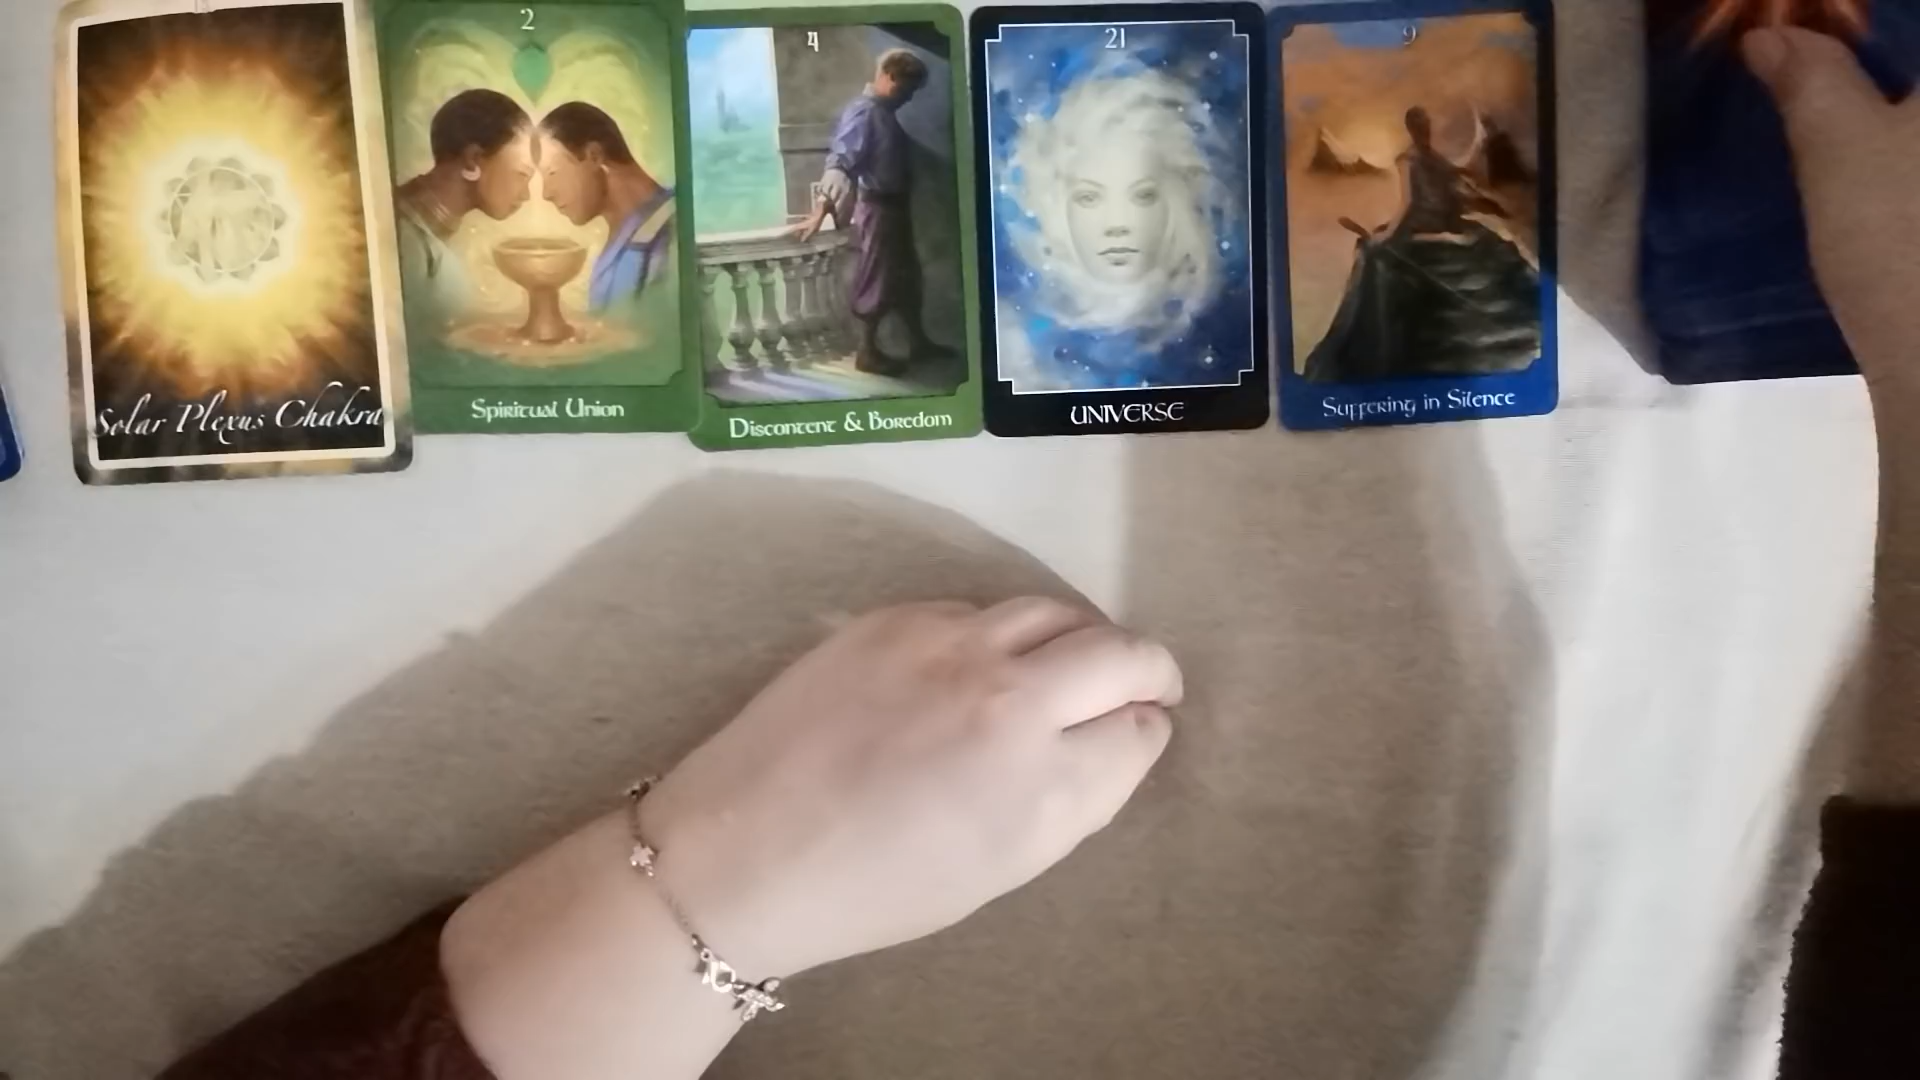 Solar Plexus Chakra
2
Spiritual Union
4
Discontent & Boredom
21
UNIVERSE
9
Suffering in Silence